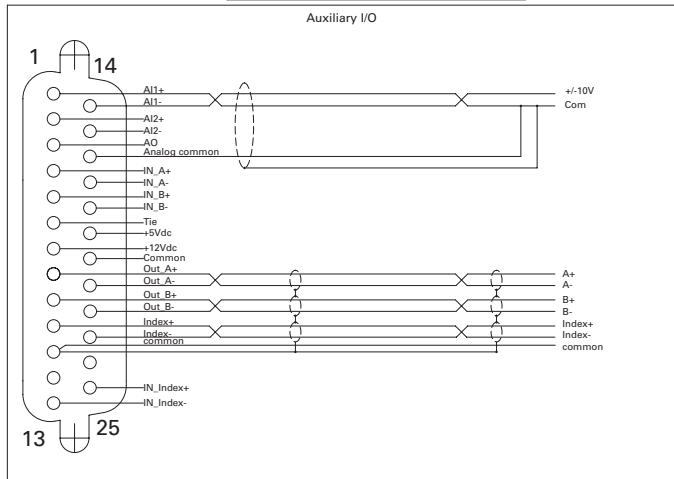 Auxiliary I/O
1
14
AI1+
+/-10V
AI1-
Com
AI2+
AI2-
AO
Analog common
IN_A+
IN_A-
IN_B+
IN_B-
Tie
+5Vdc
+12Vdc
Common
Out_A+
A+
Out_A-
A-
Out_B+
B+
Out_B-
B-
Index+
Index+
Index-
Index-
common
common
IN_Index+
IN_Index-
13
25